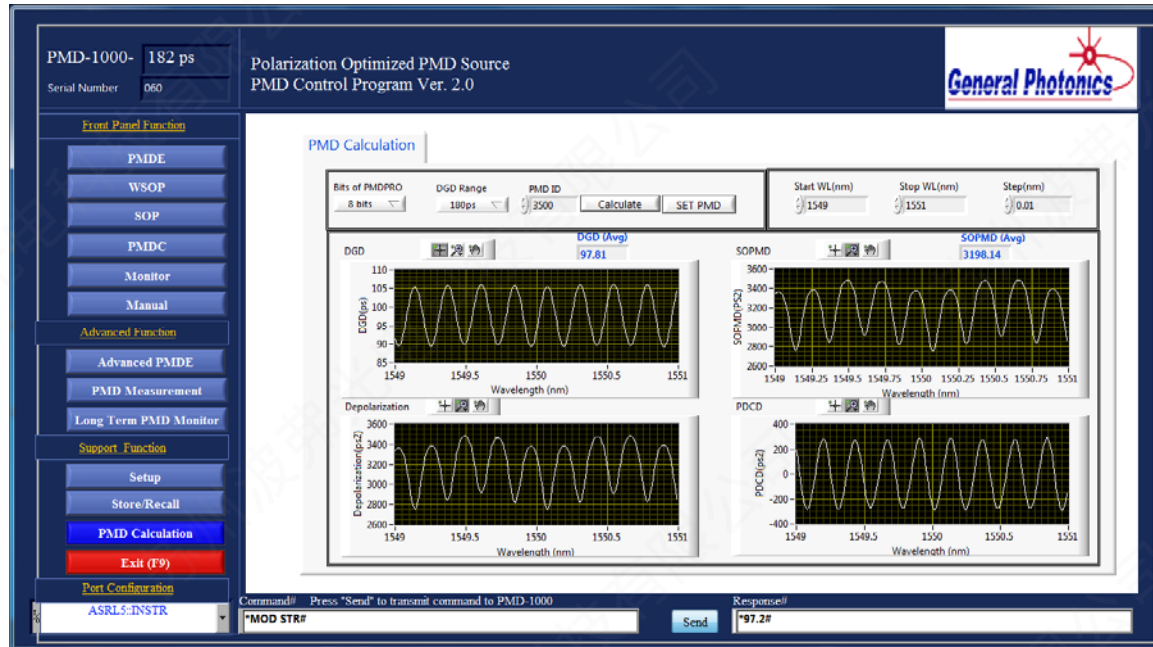 PMD-1000- 182 ps
Serial Number 060
Polarization Optimized PMD Source
PMD Control Program Ver. 2.0
General Photonics
Front Panel Function
PMDE
WSOP
SOP
PMDC
Monitor
Manual
Advanced Function
Advanced PMDE
PMD Measurement
Long Term PMD Monitor
Support Function
Setup
Store/Recall
PMD Calculation
Exit (F9)
Port Configuration
ASRL5::INSTR
PMD Calculation
Bits of PMDPRO DGD Range PMD ID
8 bits 180ps 3500 Calculate SET PMD
Start WL(nm) Stop WL(nm) Step(nm)
1549 1551 0.01
DGD
DGD (Avg)
97.81
110
105
100
95
90
85
DGD(ps)
1549 1549.5 1550 1550.5 1551
Wavelength (nm)
SOPMD
SOPMD (Avg)
3198.14
3600
3400
3200
3000
2800
2600
SOPMD(PS2)
1549 1549.25 1549.5 1549.75 1550 1550.25 1550.5 1550.75 1551
Wavelength (nm)
Depolarization
3600
3400
3200
3000
2800
2600
Depolarization(ps2)
1549 1549.5 1550 1550.5 1551
Wavelength (nm)
PDCD
400
200
0
-200
-400
PDCD(ps2)
1549 1549.5 1550 1550.5 1551
Wavelength (nm)
Command# Press "Send" to transmit command to PMD-1000
*MOD STR#
Send
Response#
*97.2#